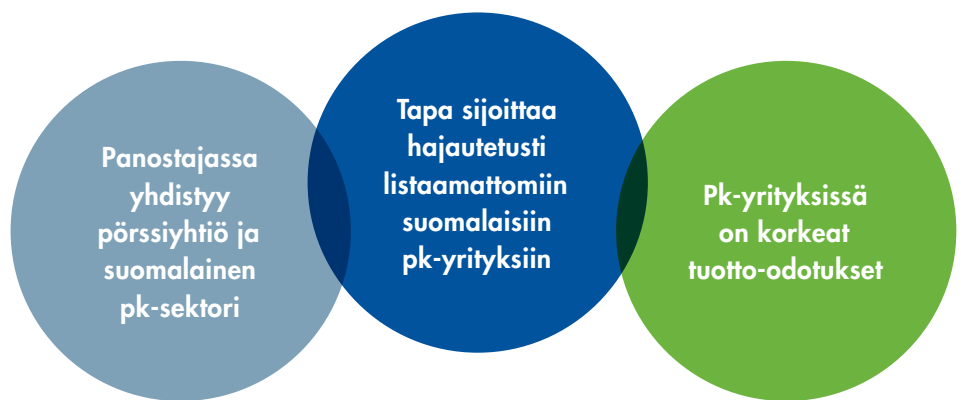 Panostajassa
yhdistyy
pörssiyhtiö ja
suomalainen
pk-sektori
Tapa sijoittaa
hajautetusti
listaamattomiin
suomalaisiin
pk-yrityksiin
Pk-yrityksissä
on korkeat
tuotto-odotukset